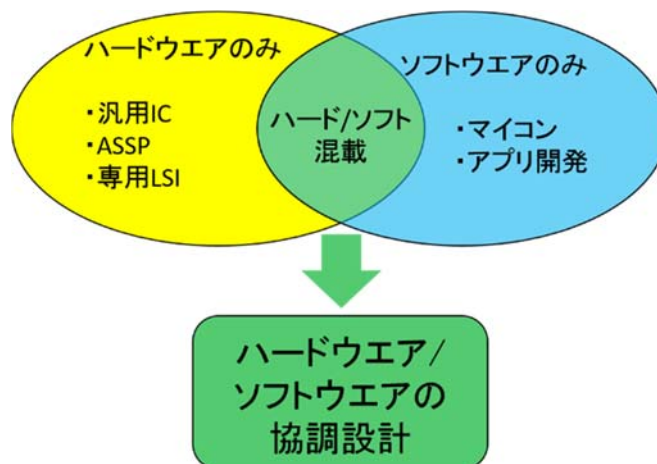 ハードウエアのみ
・汎用IC
・ASSP
・専用LSI
ハード/ソフト
混載
ソフトウエアのみ
・マイコン
・アプリ開発
ハードウエア/
ソフトウエアの
協調設計